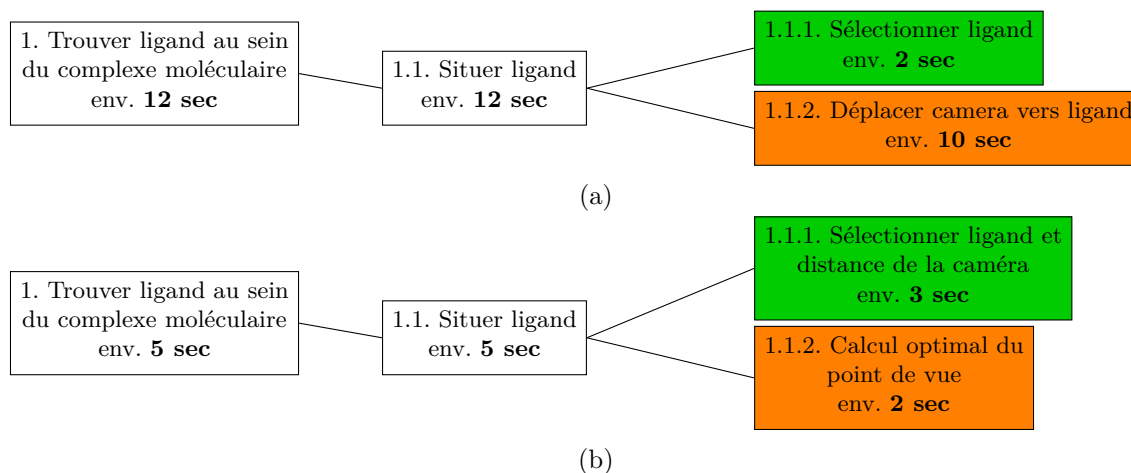 1. Trouver ligand au sein
du complexe moléculaire
env. 12 sec
1.1. Situer ligand
env. 12 sec
1.1.1. Sélectionner ligand
env. 2 sec
1.1.2. Déplacer camera vers ligand
env. 10 sec
(a)
1. Trouver ligand au sein
du complexe moléculaire
env. 5 sec
1.1. Situer ligand
env. 5 sec
1.1.1. Sélectionner ligand et
distance de la caméra
env. 3 sec
1.1.2. Calcul optimal du
point de vue
env. 2 sec
(b)